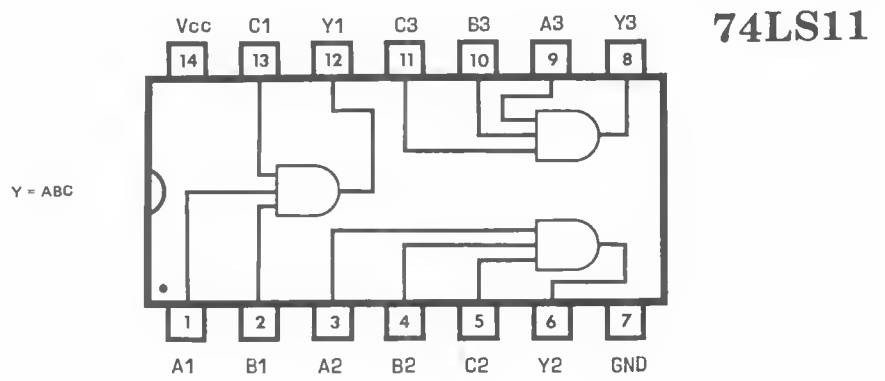 74LS11
Vcc C1 Y1 C3 B3 A3 Y3
14 13 12 11 10 9 8
Y = ABC
1 2 3 4 5 6 7
A1 B1 A2 B2 C2 Y2 GND